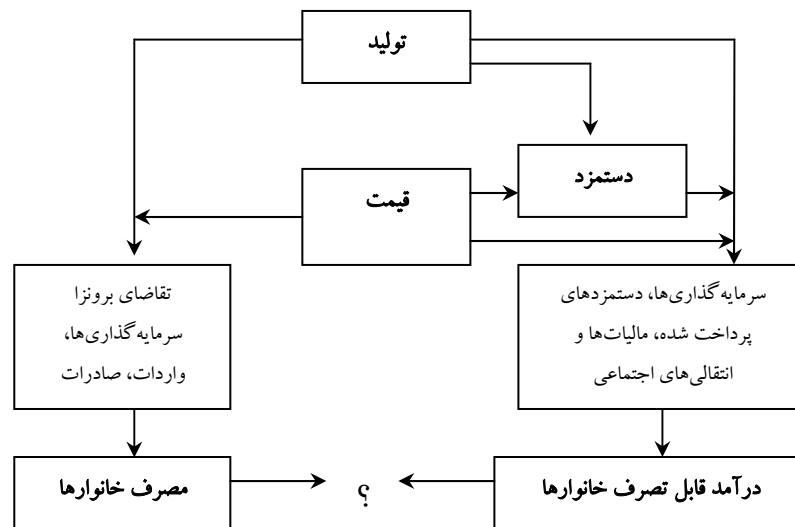 تولید
دستمزد
قیمت
سرمایه‌گذاری‌ها، دستمزدهای
پرداخت شده، مالیات‌ها و
انتقالی‌های اجتماعی
تقاضای برونزا
سرمایه‌گذاری‌ها،
واردات، صادرات
درآمد قابل تصرف خانوارها
؟
مصرف خانوارها